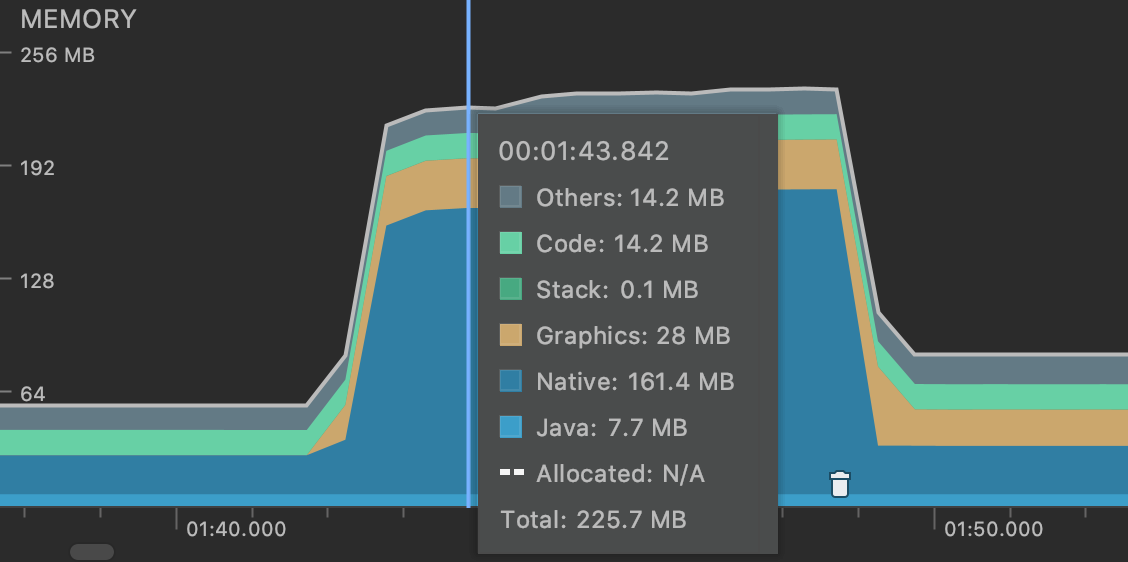 MEMORY
256 MB
192
128
64
00:01:43.842
Others: 14.2 MB
Code: 14.2 MB
Stack: 0.1 MB
Graphics: 28 MB
Native: 161.4 MB
Java: 7.7 MB
Allocated: N/A
Total: 225.7 MB
01:40.000
01:50.000